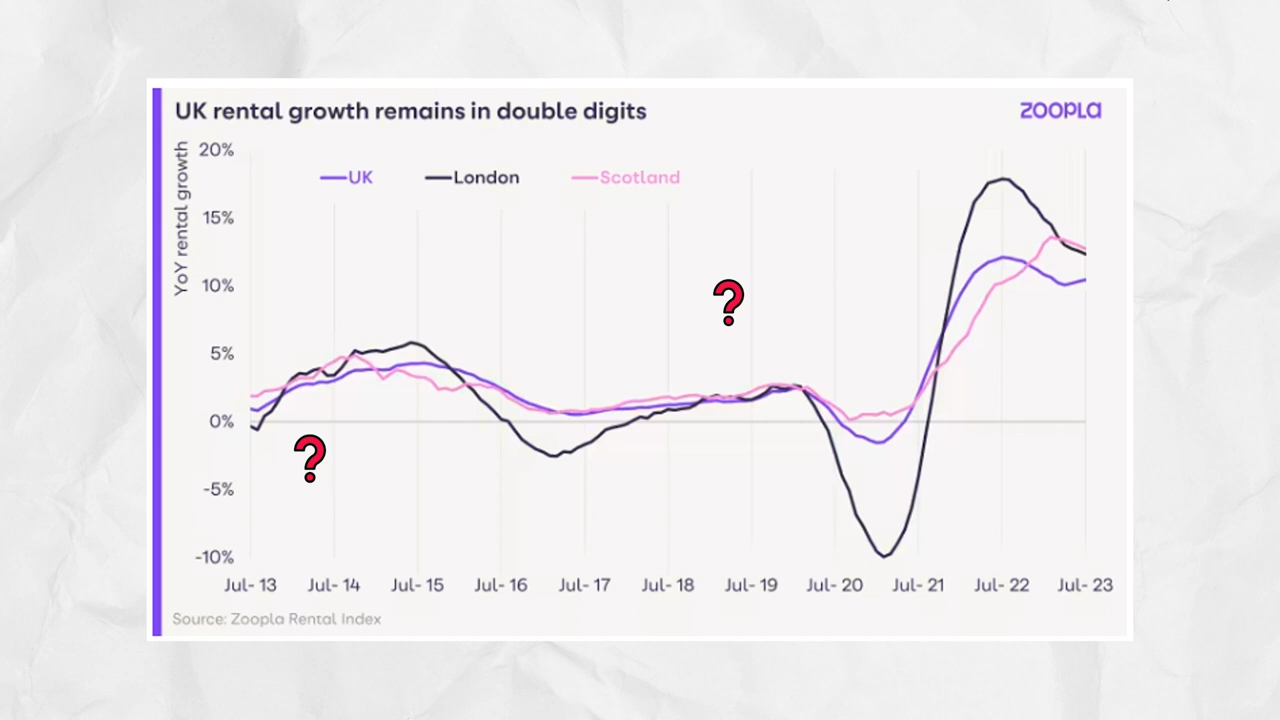 UK rental growth remains in double digits
ZOOPLA
YoY rental growth
20%
UK
London
Scotland
15%
10%
5%
0%
-5%
-10%
Jul- 13
Jul- 14
Jul- 15
Jul- 16
Jul- 17
Jul- 18
Jul- 19
Jul- 20
Jul- 21
Jul- 22
Jul- 23
?
?
Source: Zoopla Rental Index